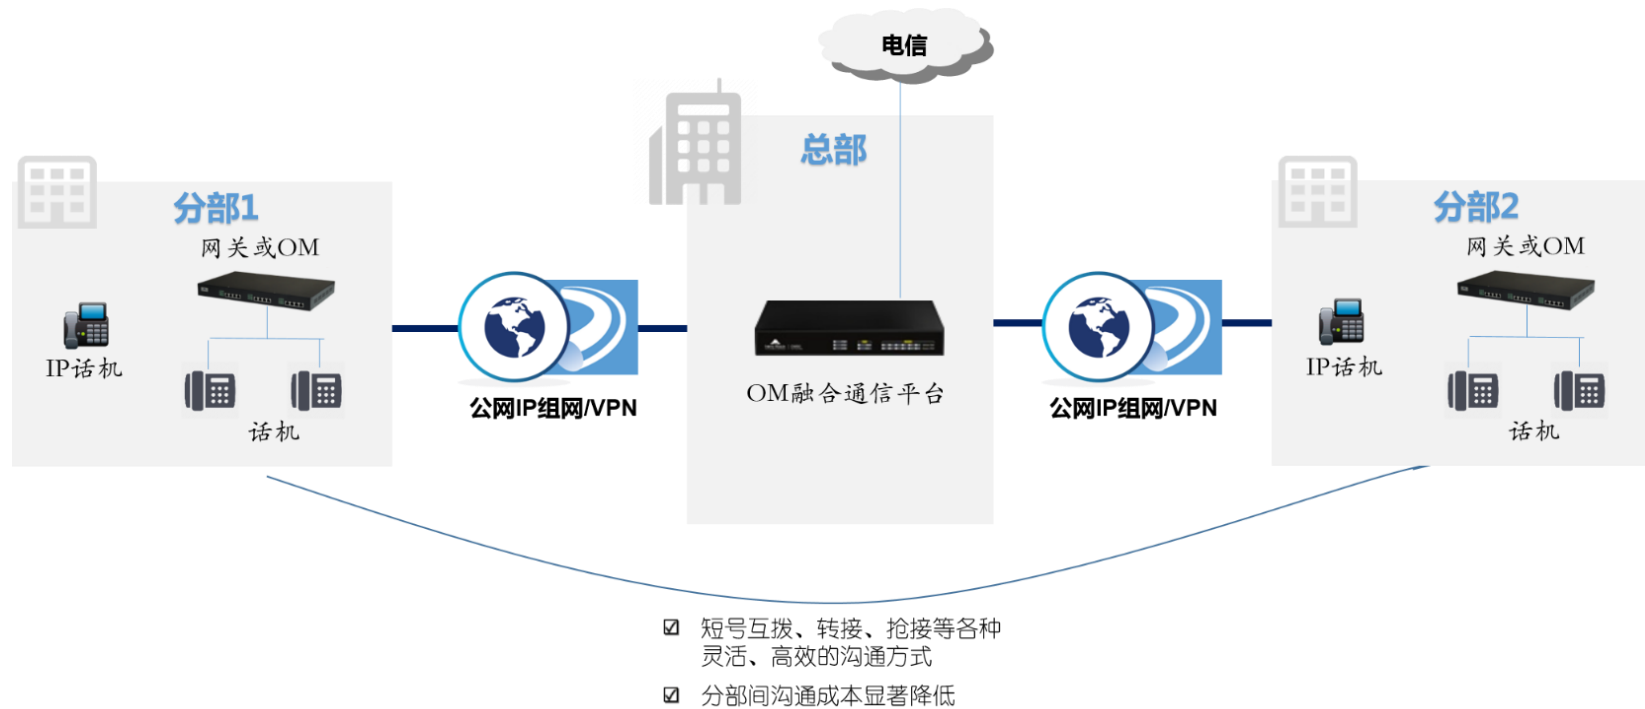 电信
总部
分部1
网关或OM
IP话机
话机
公网IP组网/VPN
OM融合通信平台
公网IP组网/VPN
分部2
网关或OM
IP话机
话机
短号互拨、转接、抢接等各种
灵活、高效的沟通方式
分部间沟通成本显著降低